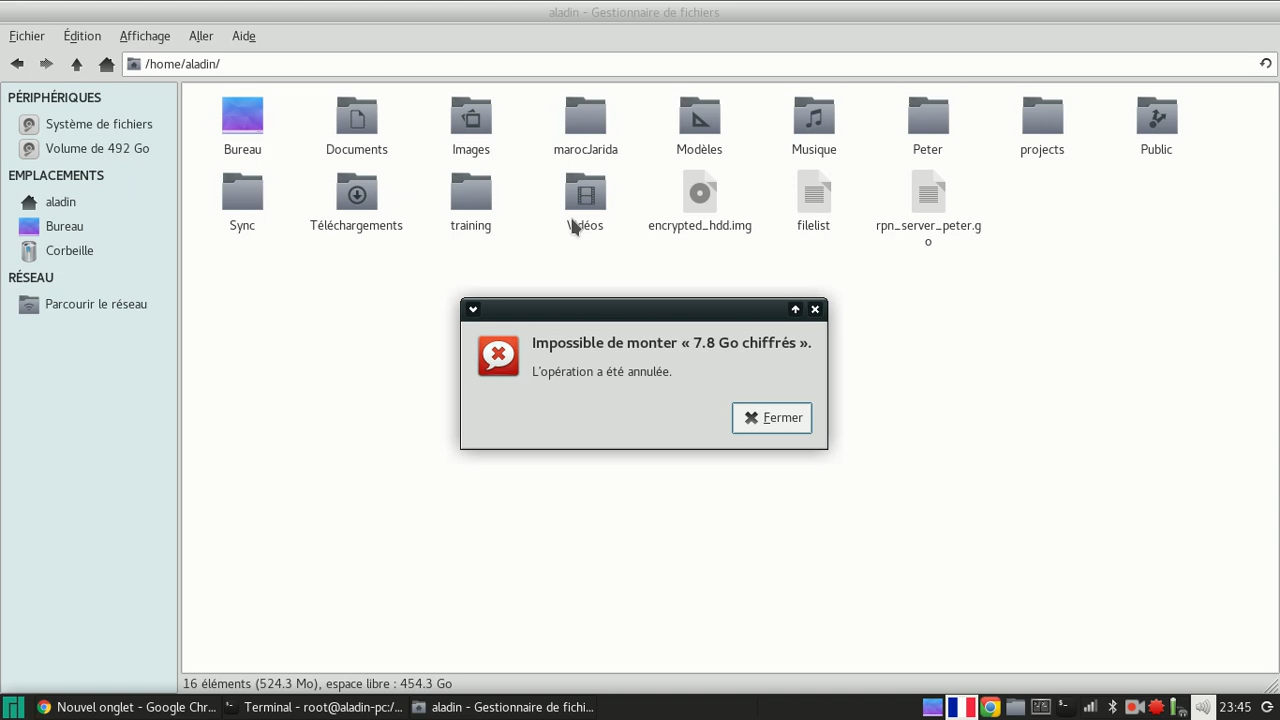 aladin - Gestionnaire de fichiers
Fichier Édition Affichage Aller Aide
/home/aladin/
PÉRIPHÉRIQUES
Système de fichiers
Volume de 492 Go
EMPLACEMENTS
aladin
Bureau
Corbeille
RÉSEAU
Parcourir le réseau
Bureau Documents Images marocJarida Modèles Musique Peter projects Public
Sync Téléchargements training Vidéos encrypted_hdd.img filelist rpn_server_peter.g
o
Impossible de monter « 7.8 Go chiffrés ».
L'opération a été annulée.
Fermer
16 éléments (524.3 Mo), espace libre : 454.3 Go
Nouvel onglet - Google Chr... Terminal - root@aladin-pc:/... aladin - Gestionnaire de fichi... 23:45